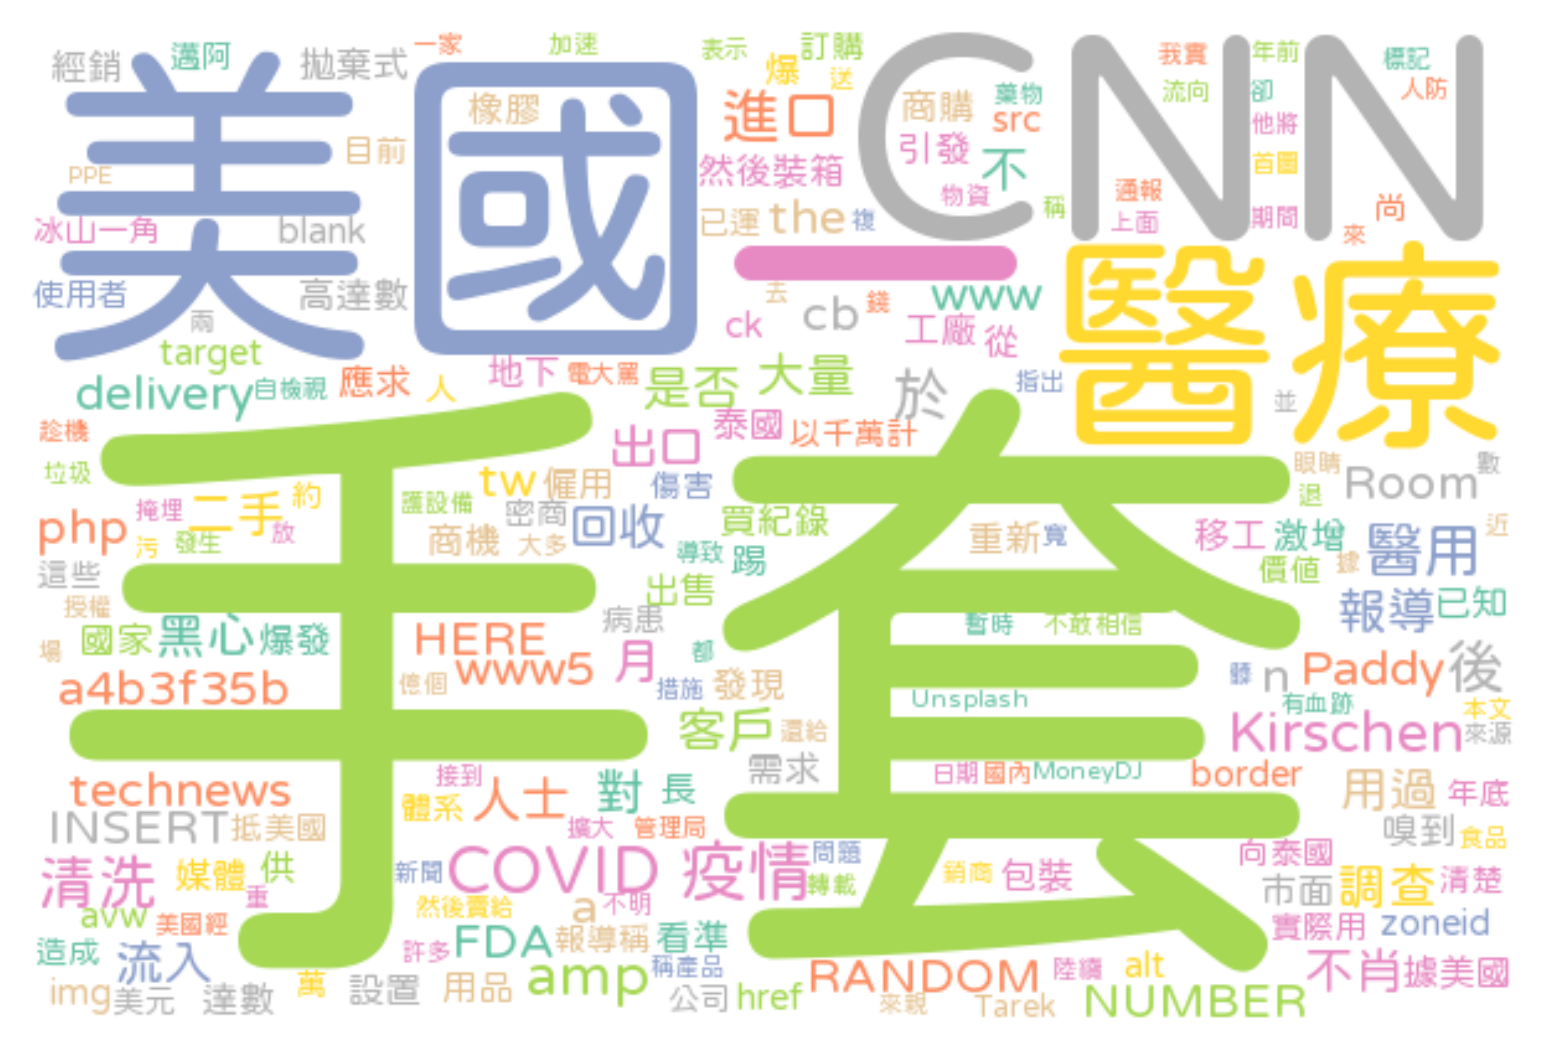 經銷 邁阿 拋棄式 一家 加速 表示 訂購 爆 送 我實 年前 標記
美國 CNN
橡膠 進口 商購 藥物 src 流向 卻 人防
目前 引發 不 他將
PPE 然後裝箱 物資 通報 首圖
冰山一角 blank 已運 the 複 稱 上面 期間 尚 來
使用者 高達數 一 去 cb 錢 www 醫療
兩 ck 工廠 從
target 地下 電大罵 是否 大量 於 指出
delivery 自檢視 應求 人 並
趁機 出口 泰國 以千萬計
手套
垃圾 tw 僱用 傷害 眼睛 Room 數
php 掩埋 二手 約 護設備 密商 回收 買紀錄 退
污 發生 放 商機 大多 導致 踢 重新 寬 移工 激增 醫用 近
這些 出售 價值 據
授權 病患 報導 已知
場 國家 黑心 爆發 HERE 月 都 暫時 不敢相信
a4b3f35b 億個 www5 措施 發現 髒 n Paddy 後
Unsplash 有血跡 本文
客戶 還給 Kirschen 來源
technews 接到 對 長 需求 日期 國內 MoneyDJ border 用過 年底
INSERT 抵美國 體系 人士 擴大 管理局 嗅到 食品
清洗 媒體 供 新聞 COVID 疫情 問題 轉載 銷商 包裝 向泰國 市面 調查 清楚
avw 重 美國經 然後賣給 a 不明 實際用 zoneid
造成 流入 許多 FDA 報導稱 看準 不肖 據美國
img 美元 達數 萬 設置 用品 amp 稱產品 公司 href RANDOM 來親 Tarek 陸續 alt NUMBER